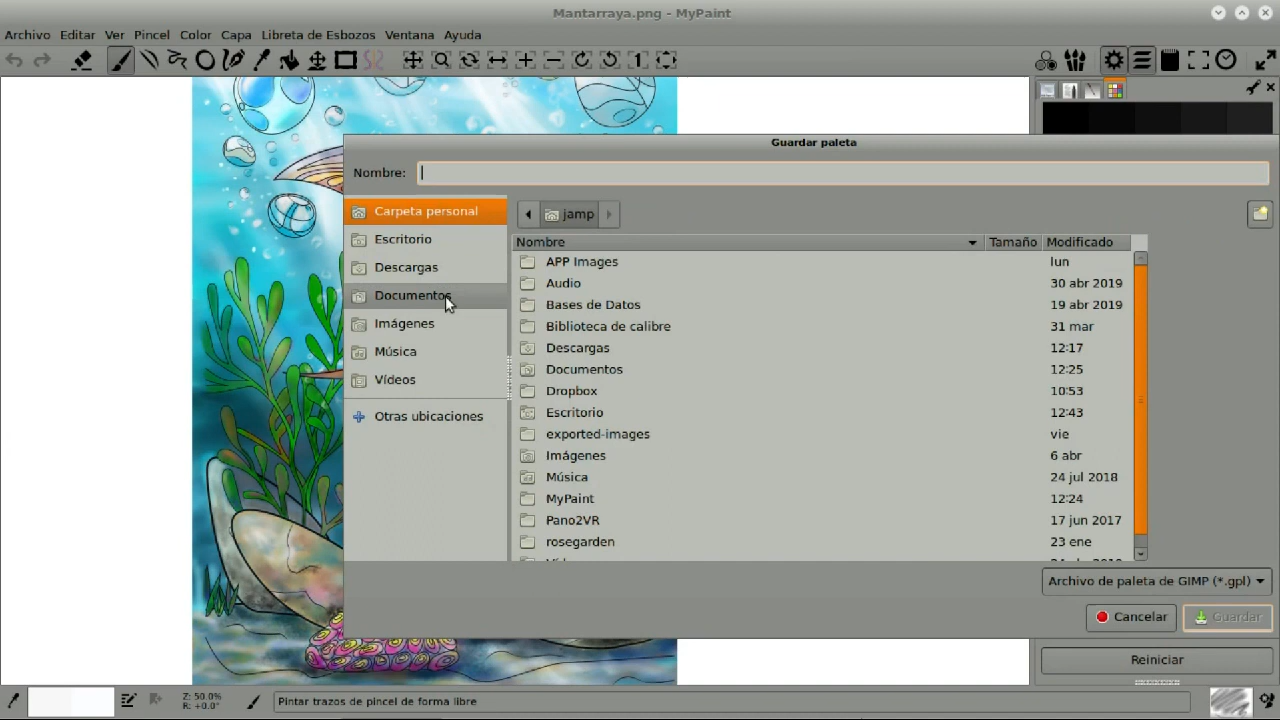 Mantarraya.png - MyPaint
Archivo Editar Ver Pincel Color Capa Libreta de Esbozos Ventana Ayuda
Guardar paleta
Nombre:
Carpeta personal
Escritorio
Descargas
Documentos
Imágenes
Música
Vídeos
Otras ubicaciones
jamp
Nombre Tamaño Modificado
APP Images lun
Audio 30 abr 2019
Bases de Datos 19 abr 2019
Biblioteca de calibre 31 mar
Descargas 12:17
Documentos 12:25
Dropbox 10:53
Escritorio 12:43
exported-images vie
Imágenes 6 abr
Música 24 jul 2018
MyPaint 12:24
Pano2VR 17 jun 2017
rosegarden 23 ene
Archivo de paleta de GIMP (*.gpl)
Cancelar Guardar
Reiniciar
Z: 50.0%
R: +0.0°
Pintar trazos de pincel de forma libre